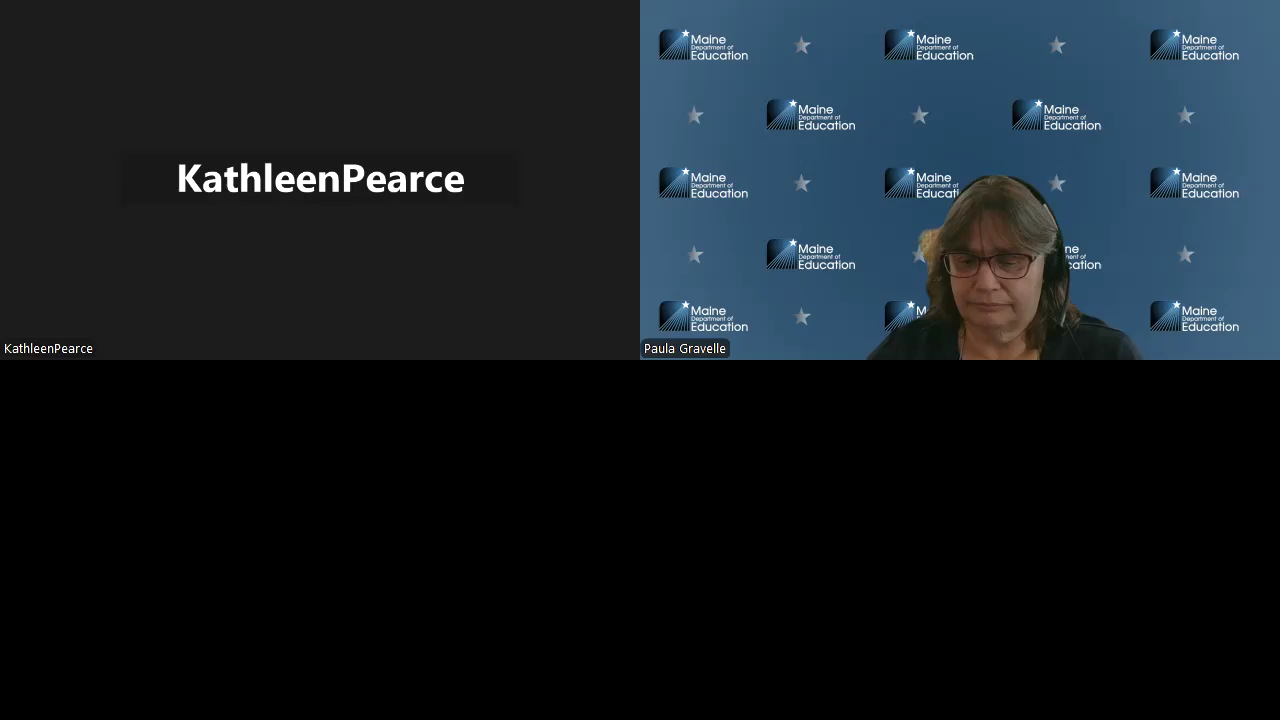 KathleenPearce
KathleenPearce
Maine
Department of
Education
Maine
Department of
Education
Maine
Department of
Education
Maine
Department of
Education
Maine
Department of
Education
Maine
Department of
Education
Maine
Department of
Education
Maine
Department of
Education
Maine
Department of
Education
ne
cation
Maine
Department of
Education
M
Maine
Department of
Education
Paula Gravelle